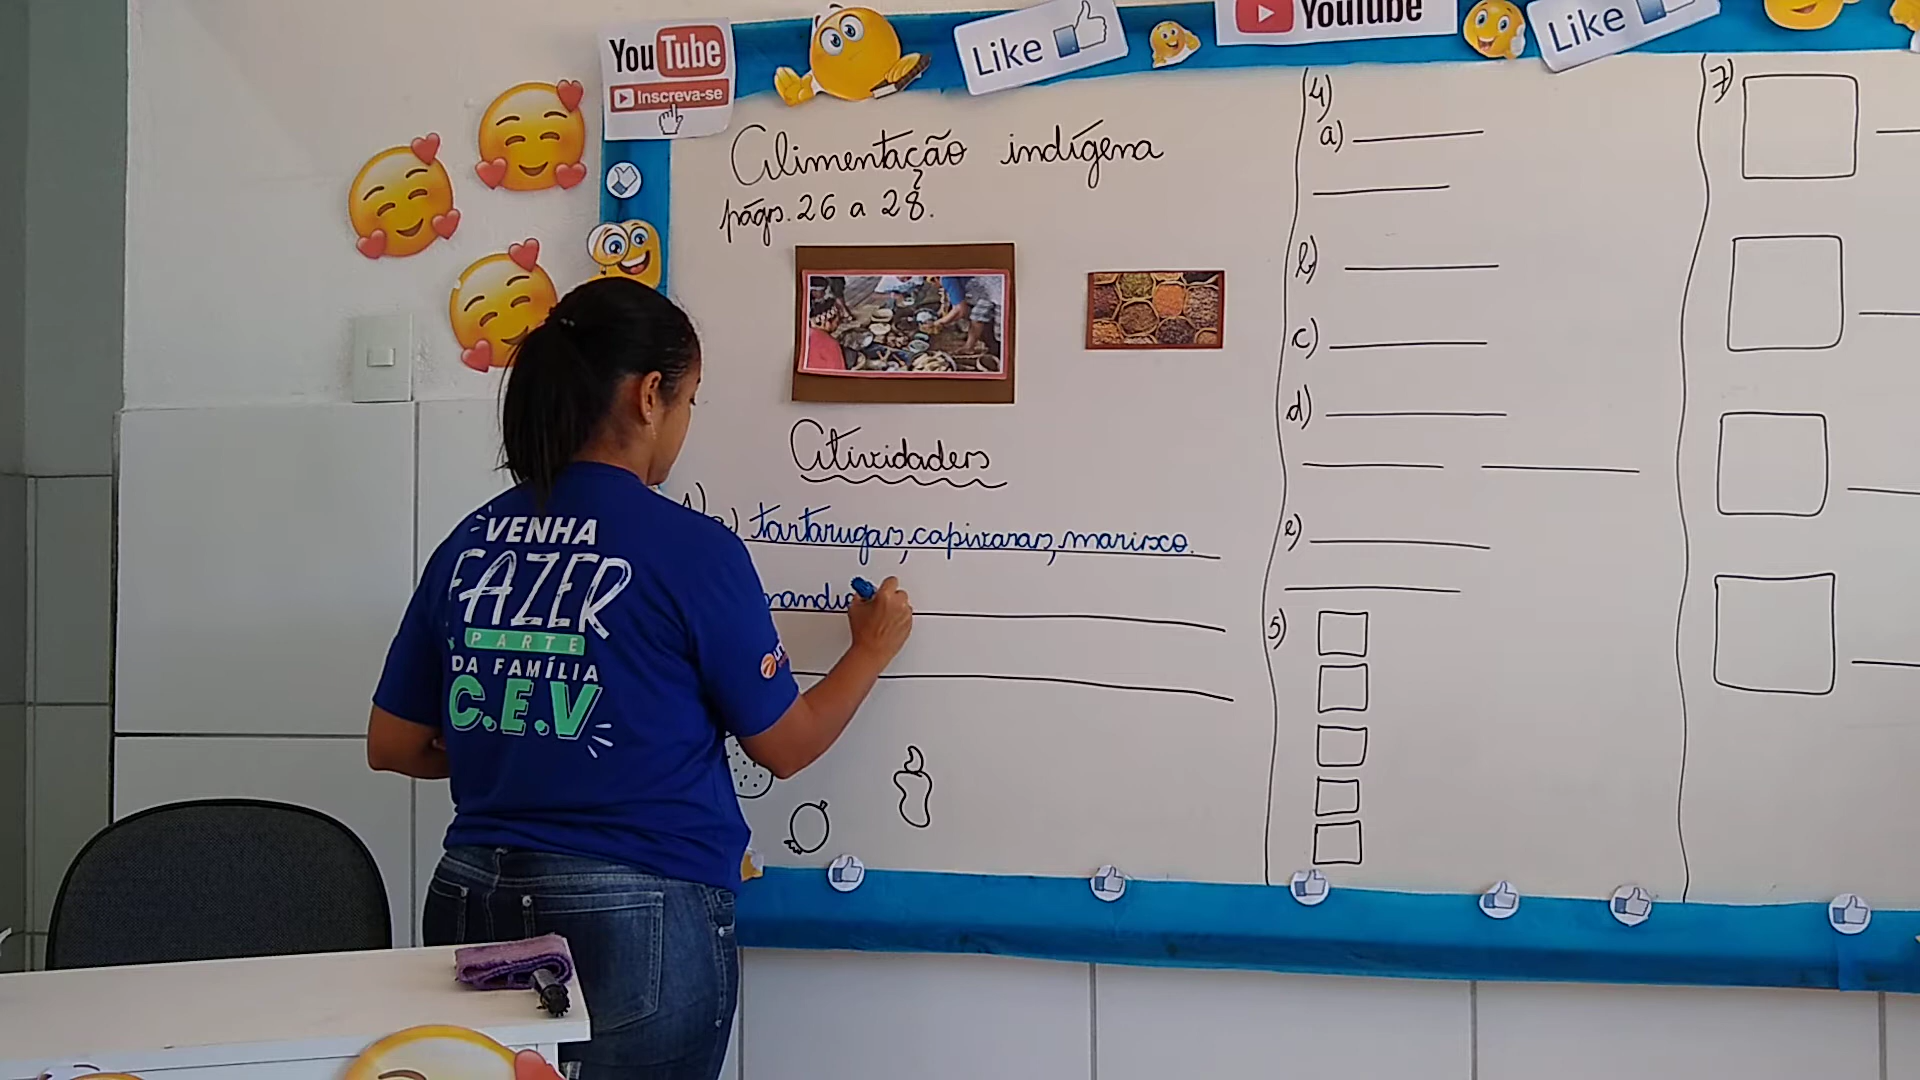 YouTube
Inscreva-se
Like
YouTube
Like
Alimentação indígena
págs. 26 a 28.
Atividades
1)
a) tartarugas, capivaras, marisco.
4)
a)
b)
c)
d)
e)
5)
7)
VENHA
FAZER
PARTE
DA FAMÍLIA
C.E.V